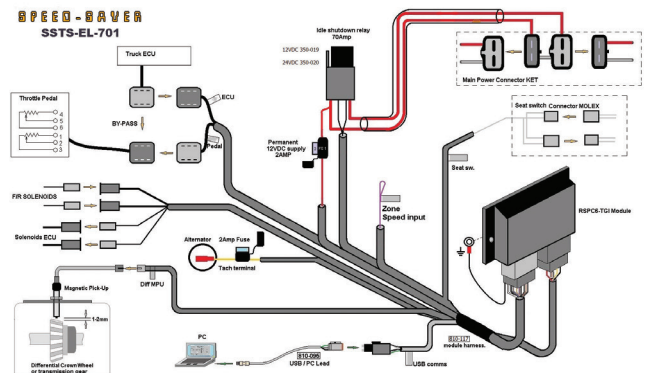 SPEED-SAVER
SSTS-EL-701
Truck ECU
Throttle Pedal
4
5
6
1
2
3
BY-PASS
ECU
Pedal
Idle shutdown relay
70Amp
12VDC 350-019
24VDC 350-020
Main Power Connector KET
Seat switch Connector MOLEX
Permanent
12VDC supply
2AMP
Seat sw.
Zone
Speed input
F/R SOLENOIDS
Solenoids ECU
Alternator
2Amp Fuse
Tach terminal
RSPC6-TGI Module
Magnetic Pick-Up
Diff MPU
1-2mm
Differential Crown Wheel
or transmission gear
PC
810-095
USB / PC Lead
USB comms
810-117
module harness.